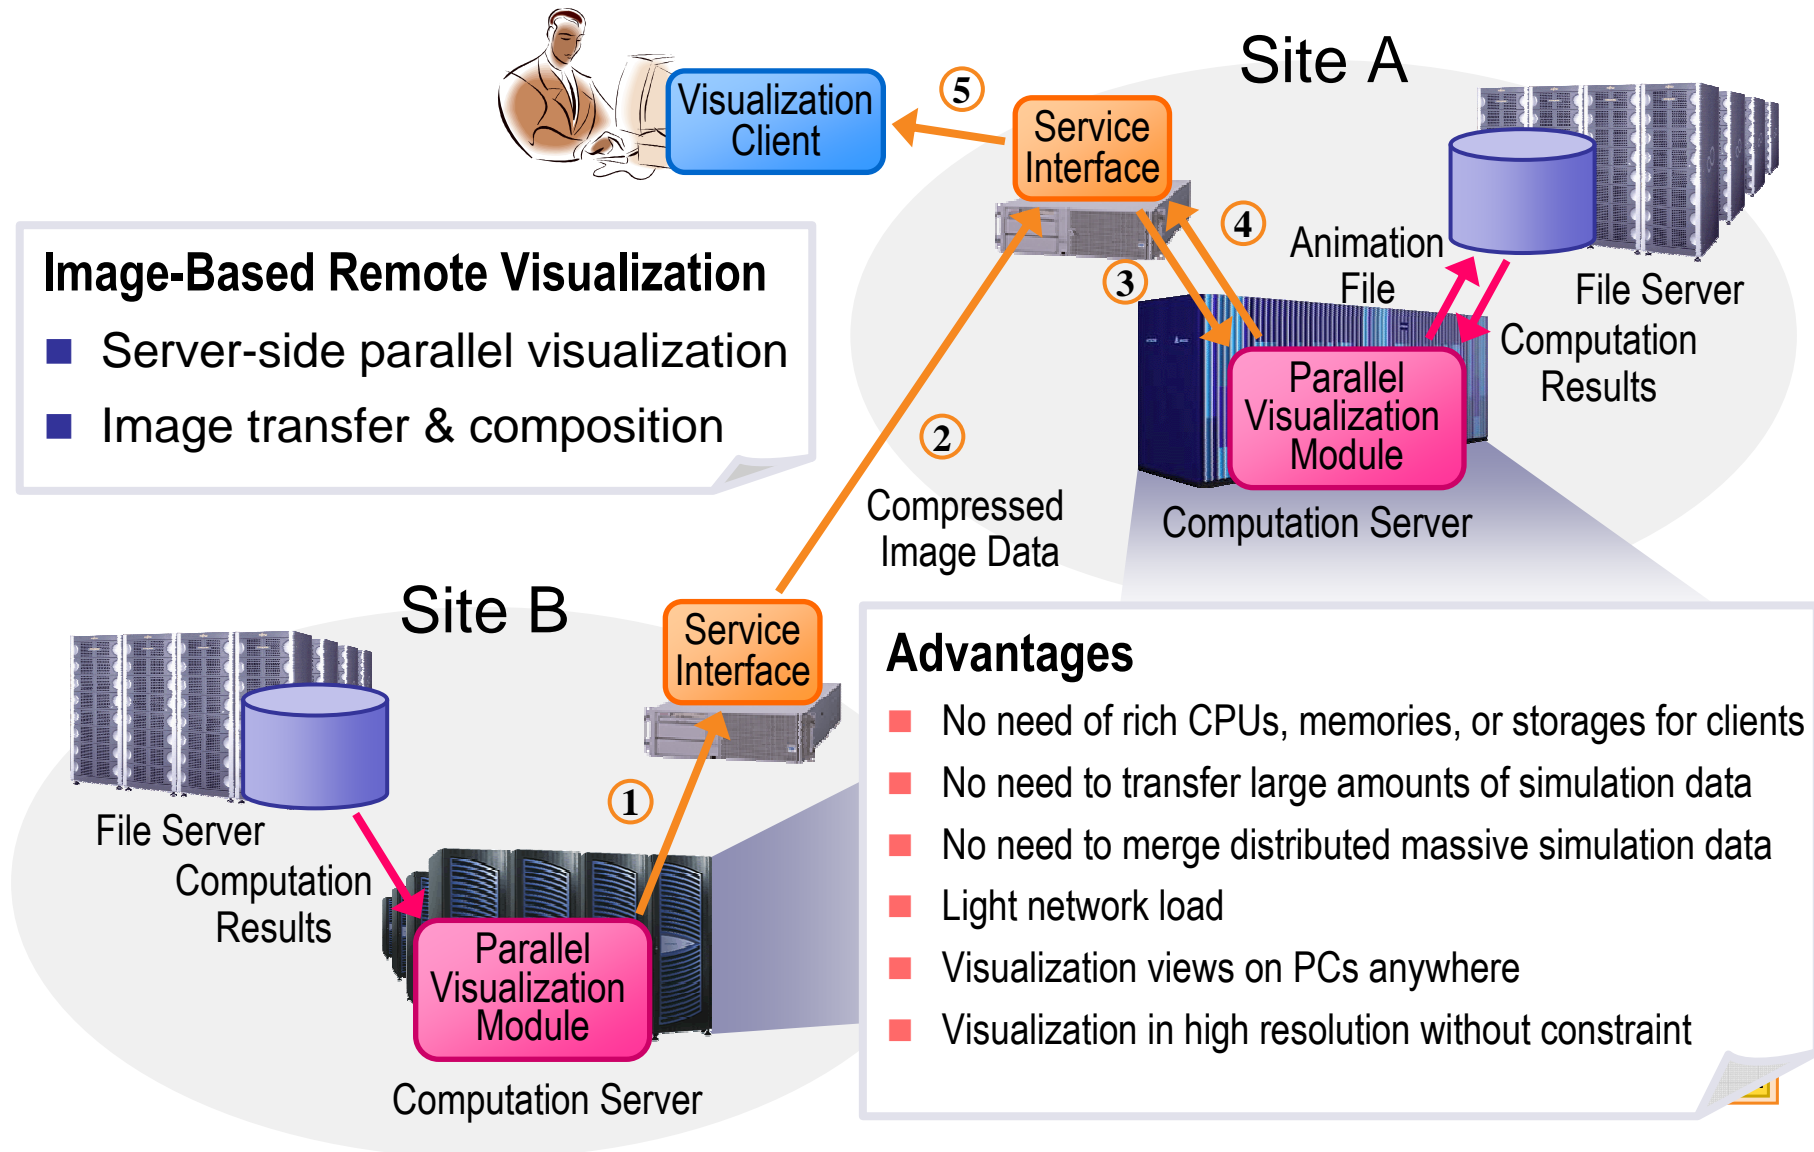 Site A
Visualization
Client
5
Service
Interface
4
3
Animation
File
File Server
Computation
Results
Parallel
Visualization
Module
Computation Server
Image-Based Remote Visualization
Server-side parallel visualization
Image transfer & composition
2
Compressed
Image Data
Site B
Service
Interface
1
File Server
Computation
Results
Parallel
Visualization
Module
Computation Server
Advantages
No need of rich CPUs, memories, or storages for clients
No need to transfer large amounts of simulation data
No need to merge distributed massive simulation data
Light network load
Visualization views on PCs anywhere
Visualization in high resolution without constraint